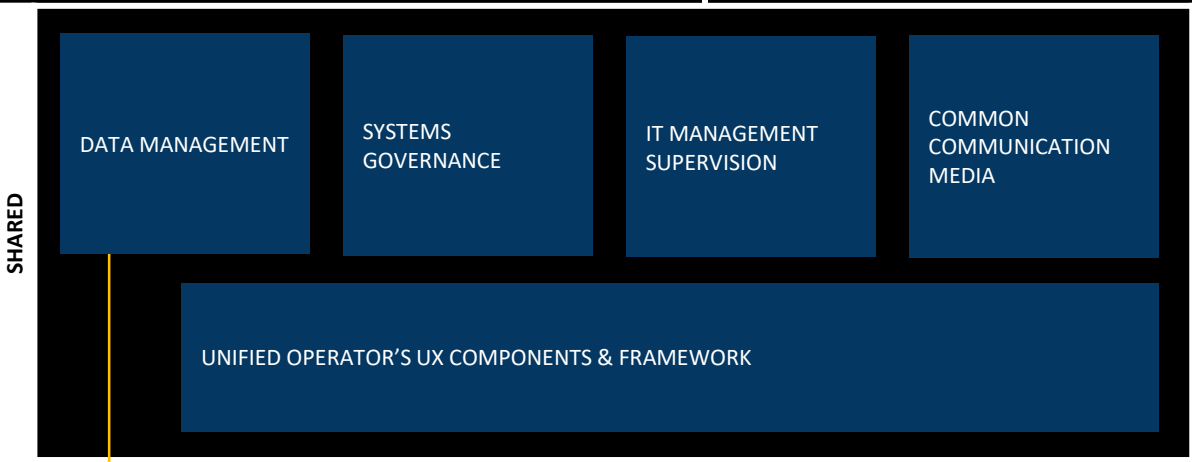 SHARED
DATA MANAGEMENT
SYSTEMS
GOVERNANCE
IT MANAGEMENT
SUPERVISION
COMMON
COMMUNICATION
MEDIA
UNIFIED OPERATOR’S UX COMPONENTS & FRAMEWORK